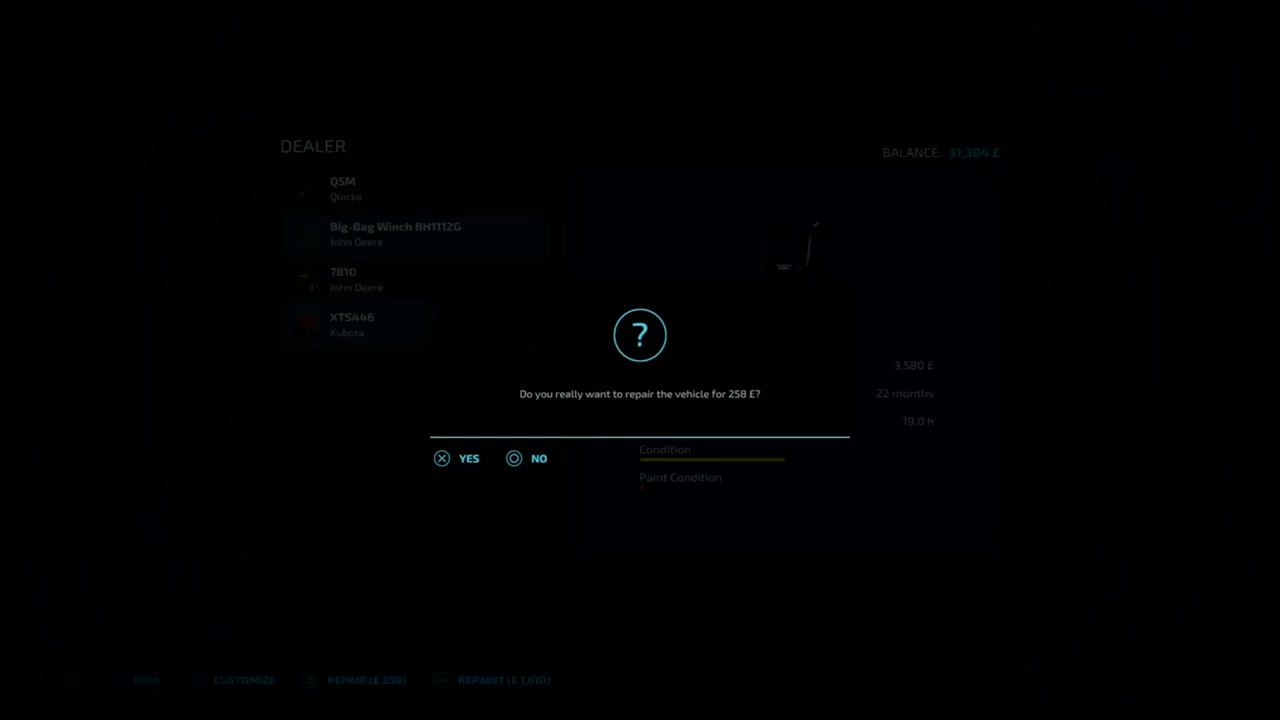 DEALER
BALANCE: 31,304 £
Q5M
Quicke
Big-Bag Winch BH1112G
John Deere
7810
John Deere
XTS446
Kubota
?
3,580 £
Do you really want to repair the vehicle for 258 £?
22 months
19.0 h
YES NO
Condition
Paint Condition
BACK CUSTOMIZE REPAIR (£ 258) REPAINT (£ 1,610)